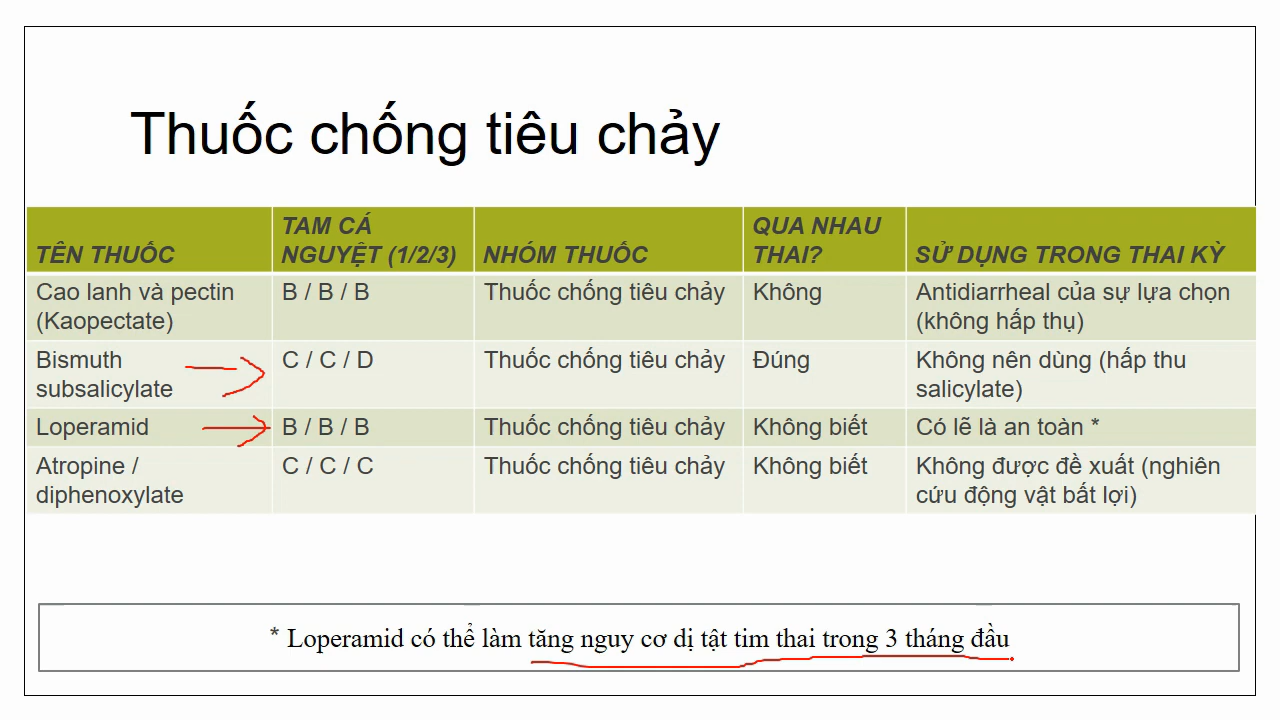 Thuốc chống tiêu chảy
TÊN THUỐC
TAM CÁ
NGUYỆT (1/2/3)
NHÓM THUỐC
QUA NHAU
THAI?
SỬ DỤNG TRONG THAI KỲ
Cao lanh và pectin
(Kaopectate)
B / B / B
Thuốc chống tiêu chảy
Không
Antidiarrheal của sự lựa chọn
(không hấp thụ)
Bismuth
subsalicylate
C / C / D
Thuốc chống tiêu chảy
Đúng
Không nên dùng (hấp thu
salicylate)
Loperamid
B / B / B
Thuốc chống tiêu chảy
Không biết
Có lẽ là an toàn *
Atropine /
diphenoxylate
C / C / C
Thuốc chống tiêu chảy
Không biết
Không được đề xuất (nghiên
cứu động vật bất lợi)
* Loperamid có thể làm tăng nguy cơ dị tật tim thai trong 3 tháng đầu